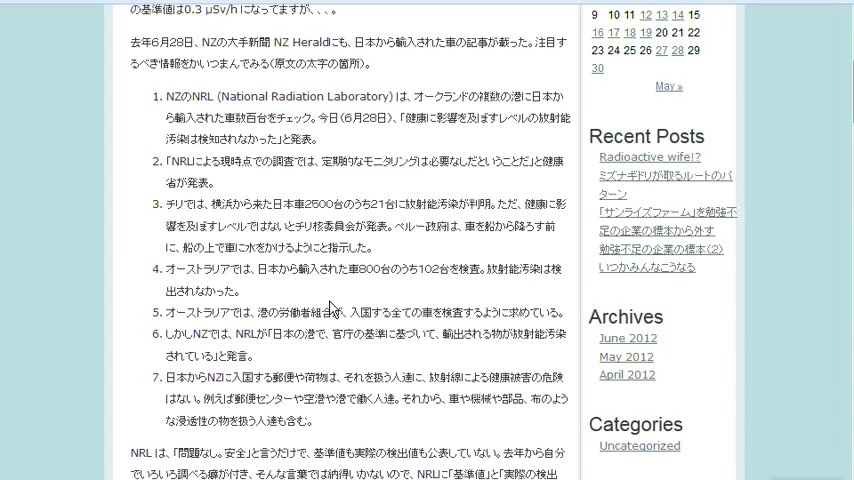 の基準値は0.3 μSv/hになってますが、、、。
去年6月28日、NZの大手新聞 NZ Heraldにも、日本から輸入された車の記事が載った。注目す
るべき情報をかいつまんでみる(原文の太字の箇所)。
1. NZのNRL (National Radiation Laboratory) は、オークランドの複数の港に日本か
ら輸入された車数百台をチェック。今日(6月28日)、「健康に影響を及ぼすレベルの放射能
汚染は検知されなかった」と発表。
2. 「NRLによる現時点での調査では、定期的なモニタリングは必要なしだということだ」と健康
省が発表。
3. チリでは、横浜から来た日本車2500台のうち21台に放射能汚染が判明。ただ、健康に影
響を及ぼすレベルではないとチリ核委員会が発表。ペルー政府は、車を船から降ろす前
に、船の上で車に水をかけるようにと指示した。
4. オーストラリアでは、日本から輸入された車800台のうち102台を検査。放射能汚染は検
出されなかった。
5. オーストラリアでは、港の労働者組合が、入国する全ての車を検査するように求めている。
6. しかしNZでは、NRLが「日本の港で、官庁の基準に基づいて、輸出される物が放射能汚染
されている」と発言。
7. 日本からNZに入国する郵便や荷物は、それを扱う人達に、放射線による健康被害の危険
はない。例えば郵便センターや空港や港で働く人達。それから、車や機械や部品、布のよう
な浸透性の物を扱う人達も含む。
NRL は、「問題なし。安全」と言うだけで、基準値も実際の検出値も公表していない。去年から自分
でいろいろ調べる癖が付き、そんな言葉では納得いかないので、NRLに「基準値」と「実際の検出
9 10 11 12 13 14 15
16 17 18 19 20 21 22
23 24 25 26 27 28 29
30
May »
Recent Posts
Radioactive wife!?
ミズナギドリが取るルートのパ
ターン
「サンライズファーム」を勉強不
足の企業の標本から外す
勉強不足の企業の標本(2)
いつかみんなこうなる
Archives
June 2012
May 2012
April 2012
Categories
Uncategorized